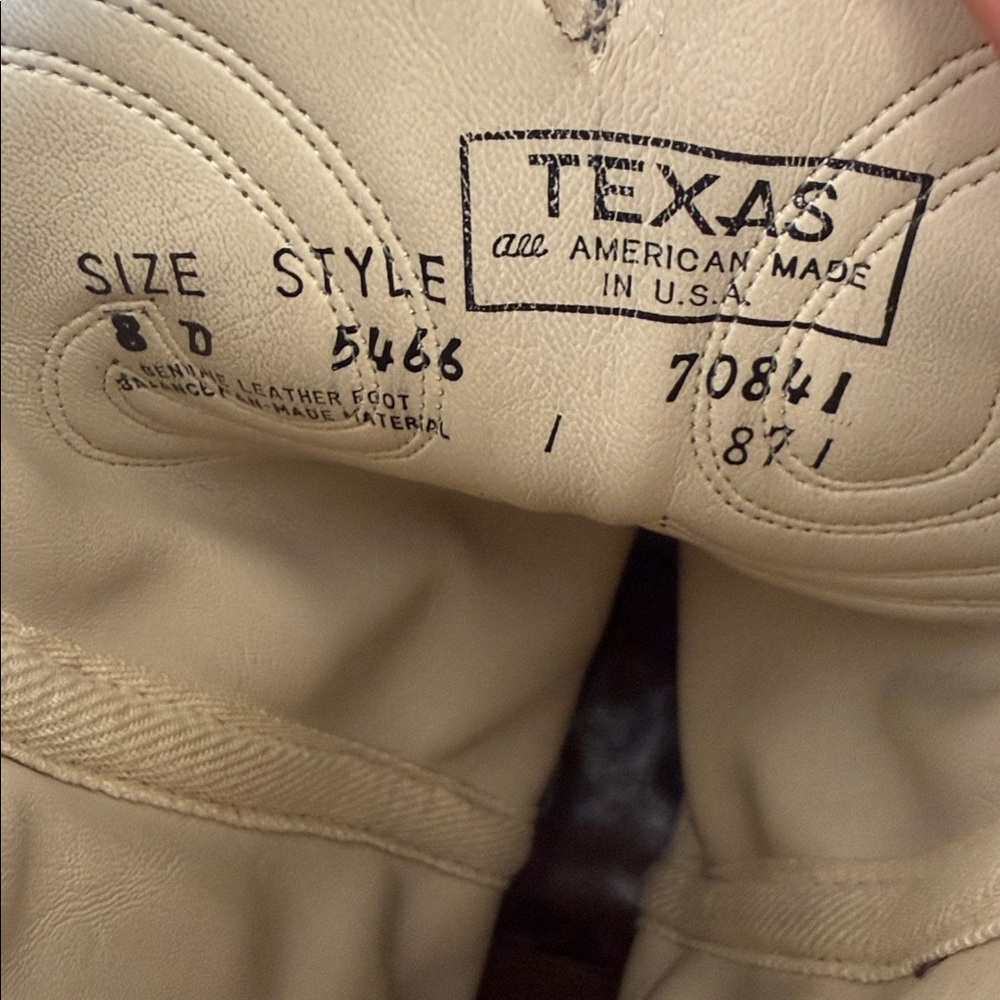 TEXAS
all AMERICAN MADE
IN U.S.A.
SIZE STYLE
8 D 5466 70841
GENUINE LEATHER FOOT
BALANCE MAN-MADE MATERIAL
1 871